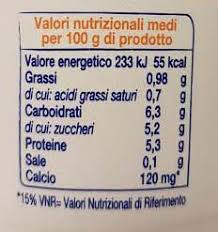 Valori nutrizionali medi
per 100 g di prodotto
Valore energetico 233 kJ 55 kcal
Grassi 0,98 g
di cui: acidi grassi saturi 0,7 g
Carboidrati 6,3 g
di cui: zuccheri 5,2 g
Proteine 5,3 g
Sale 0,1 g
Calcio 120 mg*
*15% VNR= Valori Nutrizionali di Riferimento